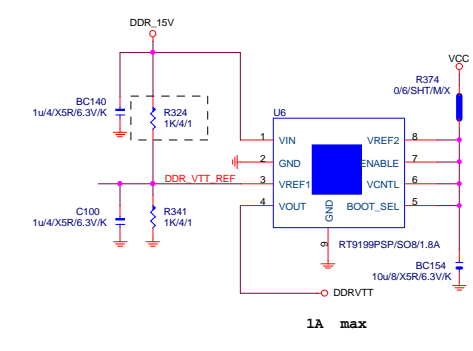 DDR_15V
VCC
R374
0/6/SHT/M/X
BC140
1u/4/X5R/6.3V/K
R324
1K/4/1
U6
1 VIN VREF2 8
2 GND ENABLE 7
DDR_VTT_REF 3 VREF1 VCNTL 6
4 VOUT BOOT_SEL 5
GND
9
C100
1u/4/X5R/6.3V/K
R341
1K/4/1
RT9199PSP/SO8/1.8A
BC154
10u/8/X5R/6.3V/K
DDRVTT
1A max